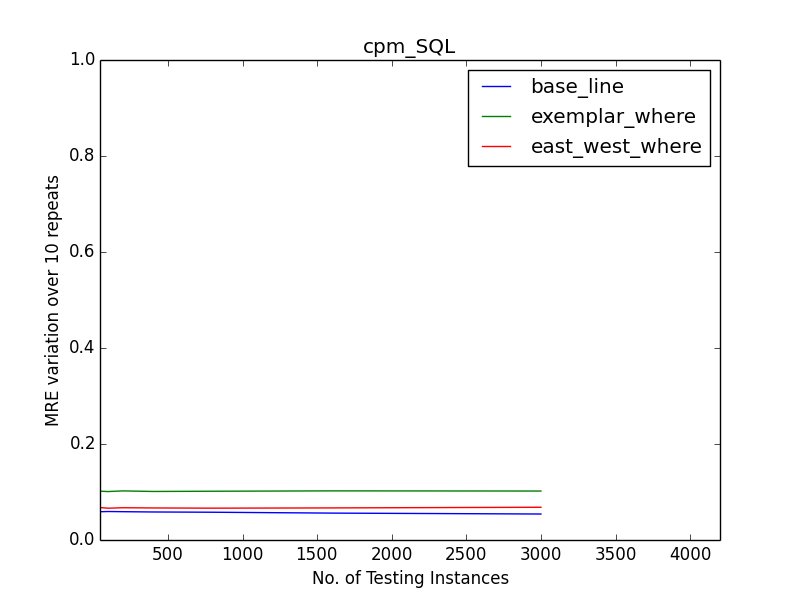 cpm_SQL
base_line
exemplar_where
east_west_where
MRE variation over 10 repeats
1.0
0.8
0.6
0.4
0.2
0.0
500 1000 1500 2000 2500 3000 3500 4000
No. of Testing Instances